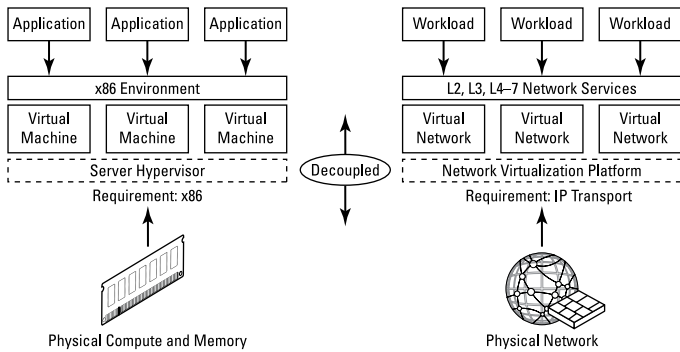 Application Application Application
x86 Environment
Virtual Machine Virtual Machine Virtual Machine
Server Hypervisor
Requirement: x86
Physical Compute and Memory
Decoupled
Workload Workload Workload
L2, L3, L4–7 Network Services
Virtual Network Virtual Network Virtual Network
Network Virtualization Platform
Requirement: IP Transport
Physical Network